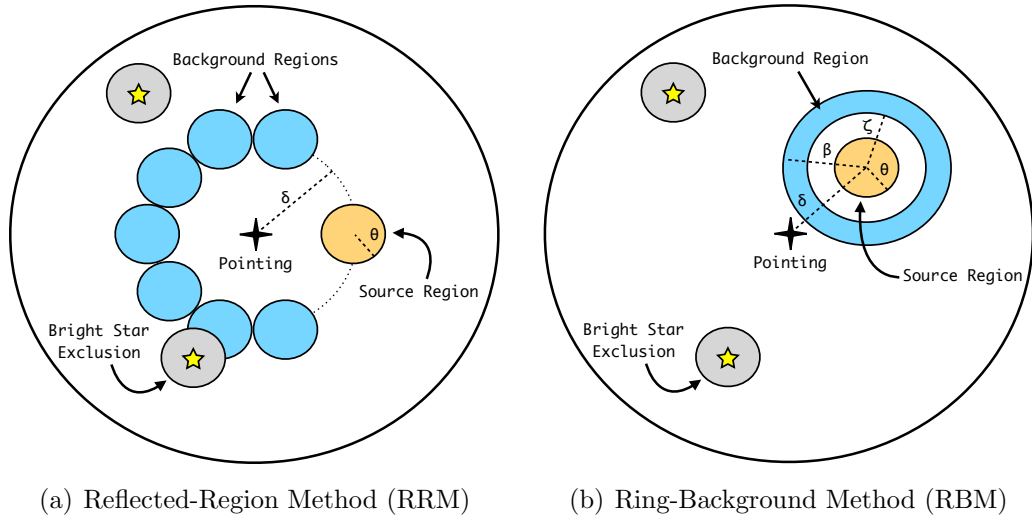 Background Regions
δ
θ
Pointing
Source Region
Bright Star
Exclusion
Background Region
ζ
β
θ
δ
Pointing
Source Region
Bright Star
Exclusion
(a) Reflected-Region Method (RRM)
(b) Ring-Background Method (RBM)